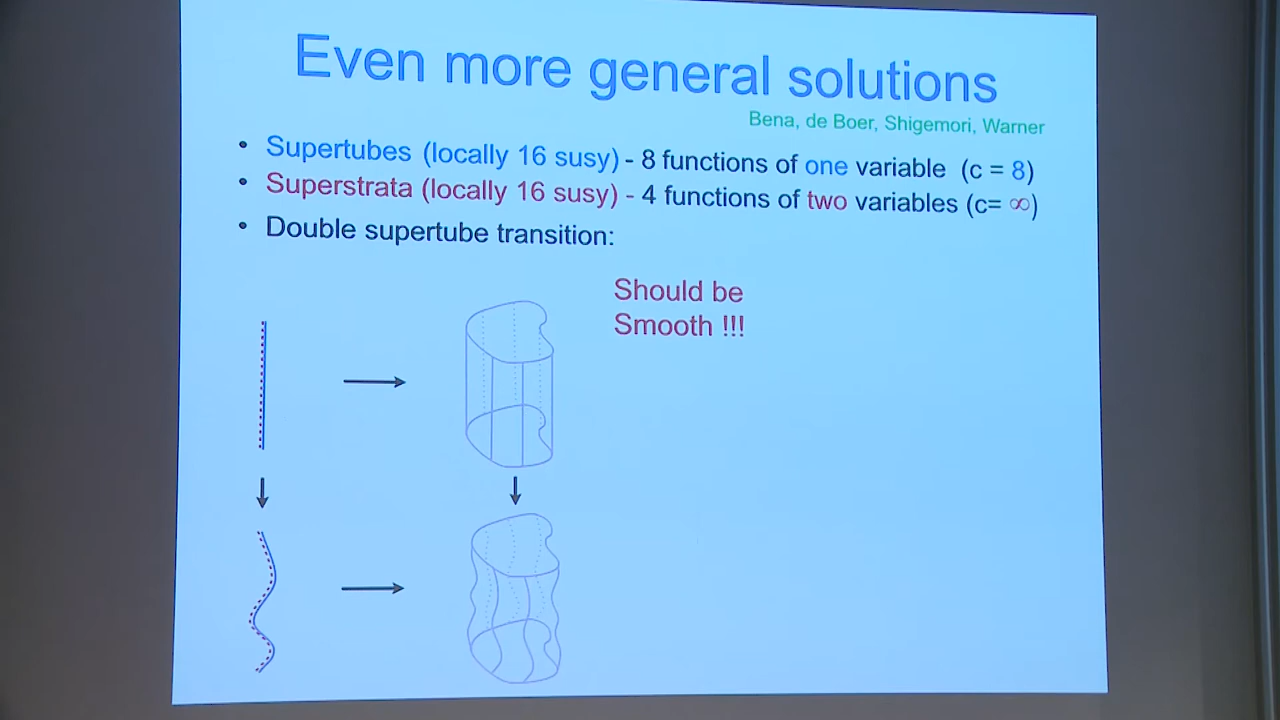 Even more general solutions
Bena, de Boer, Shigemori, Warner
• Supertubes (locally 16 susy) - 8 functions of one variable (c = 8)
• Superstrata (locally 16 susy) - 4 functions of two variables (c= ∞)
• Double supertube transition:
Should be
Smooth !!!